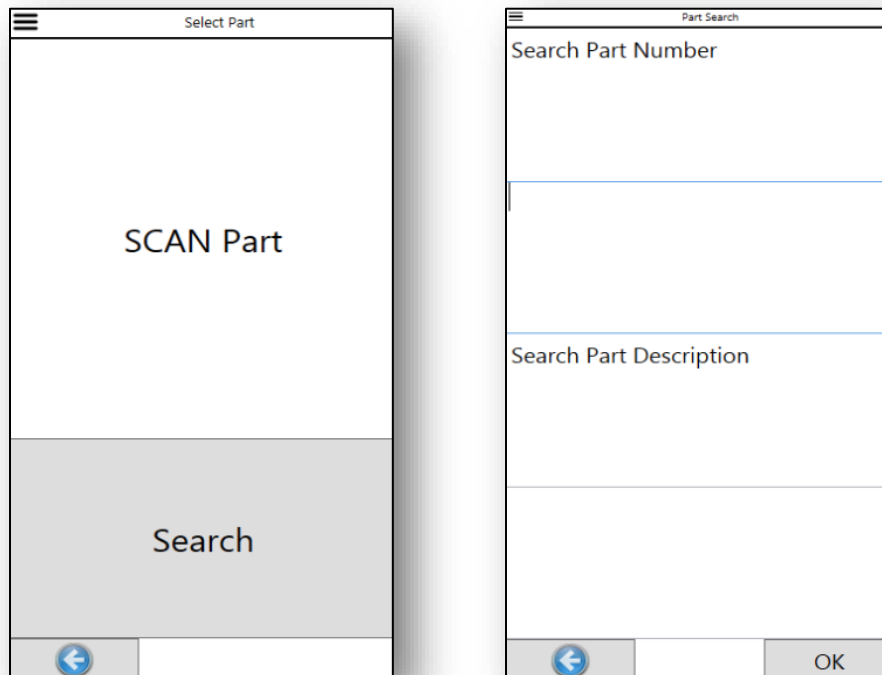 Select Part
SCAN Part
Search
Part Search
Search Part Number
Search Part Description
OK